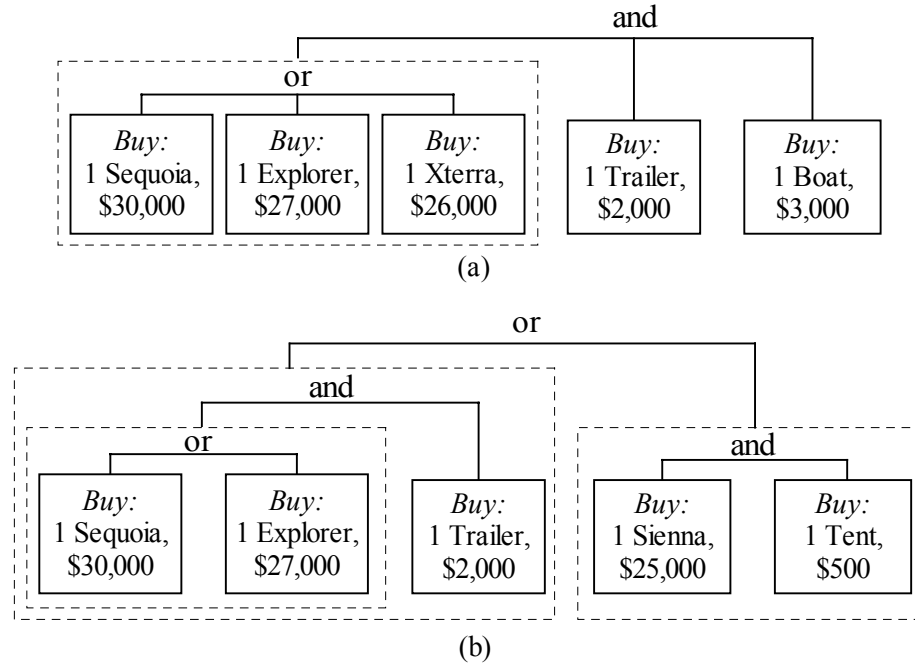 and
or
Buy:
1 Sequoia,
$30,000
Buy:
1 Explorer,
$27,000
Buy:
1 Xterra,
$26,000
Buy:
1 Trailer,
$2,000
Buy:
1 Boat,
$3,000
(a)
or
and
or
Buy:
1 Sequoia,
$30,000
Buy:
1 Explorer,
$27,000
Buy:
1 Trailer,
$2,000
and
Buy:
1 Sienna,
$25,000
Buy:
1 Tent,
$500
(b)